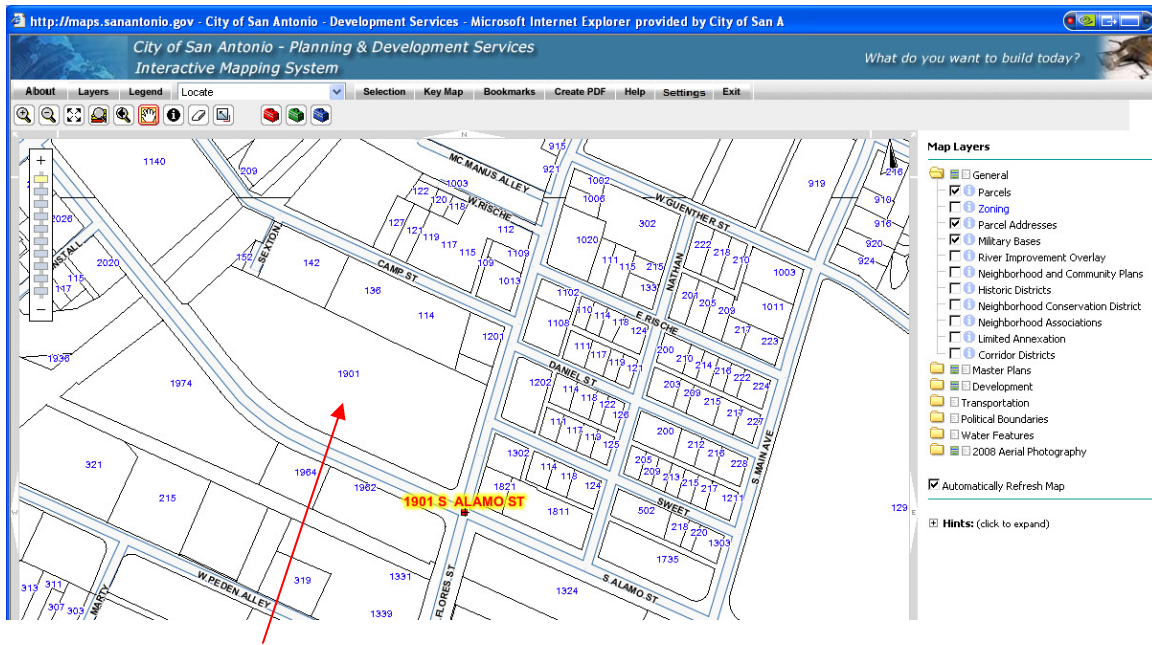 http://maps.sanantonio.gov - City of San Antonio - Development Services - Microsoft Internet Explorer provided by City of San A
City of San Antonio - Planning & Development Services
Interactive Mapping System
What do you want to build today?
About Layers Legend Locate Selection Key Map Bookmarks Create PDF Help Settings Exit
Map Layers
General
Parcels
Zoning
Parcel Addresses
Military Bases
River Improvement Overlay
Neighborhood and Community Plans
Historic Districts
Neighborhood Conservation District
Neighborhood Associations
Limited Annexation
Corridor Districts
Master Plans
Development
Transportation
Political Boundaries
Water Features
2008 Aerial Photography
Automatically Refresh Map
Hints: (click to expand)
N
W
E
+
-
915
1140
209
MC MANUS ALLEY
921
1003
1002
919
216
122
120
118
W.RISCHE
1006
W.GUENTHER ST
910
2026
127
121
119
112
302
916
117
115
109
1109
1020
222
218
210
920
SEXTON
152
142
CAMP ST
111
115
215
NATHAN
924
2020
115
117
136
1013
133
1003
1102
201
205
209
1011
114
110
114
118
124
E.RISCHE
217
1201
1108
223
111
117
119
121
200
210
214
216
222
224
1936
1974
1901
DANIEL ST
1202
114
118
122
126
203
209
215
217
227
111
117
119
125
200
212
216
228
S MAIN AVE
321
1964
1962
1302
114
118
124
205
209
213
215
217
1211
215
1901 S ALAMO ST
1821
1811
SWEET
502
218
220
1303
129
1735
319
1331
W.PEDEN ALLEY
S.ALAMO ST
1324
313
311
307
303
MARTY
1339
FLORES ST